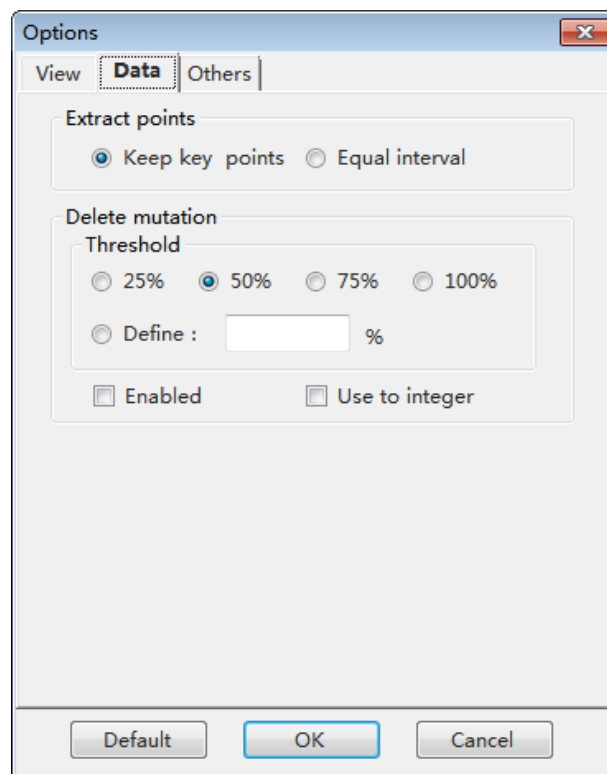 Options
View Data Others
Extract points
Keep key points Equal interval
Delete mutation
Threshold
25% 50% 75% 100%
Define : %
Enabled Use to integer
Default OK Cancel